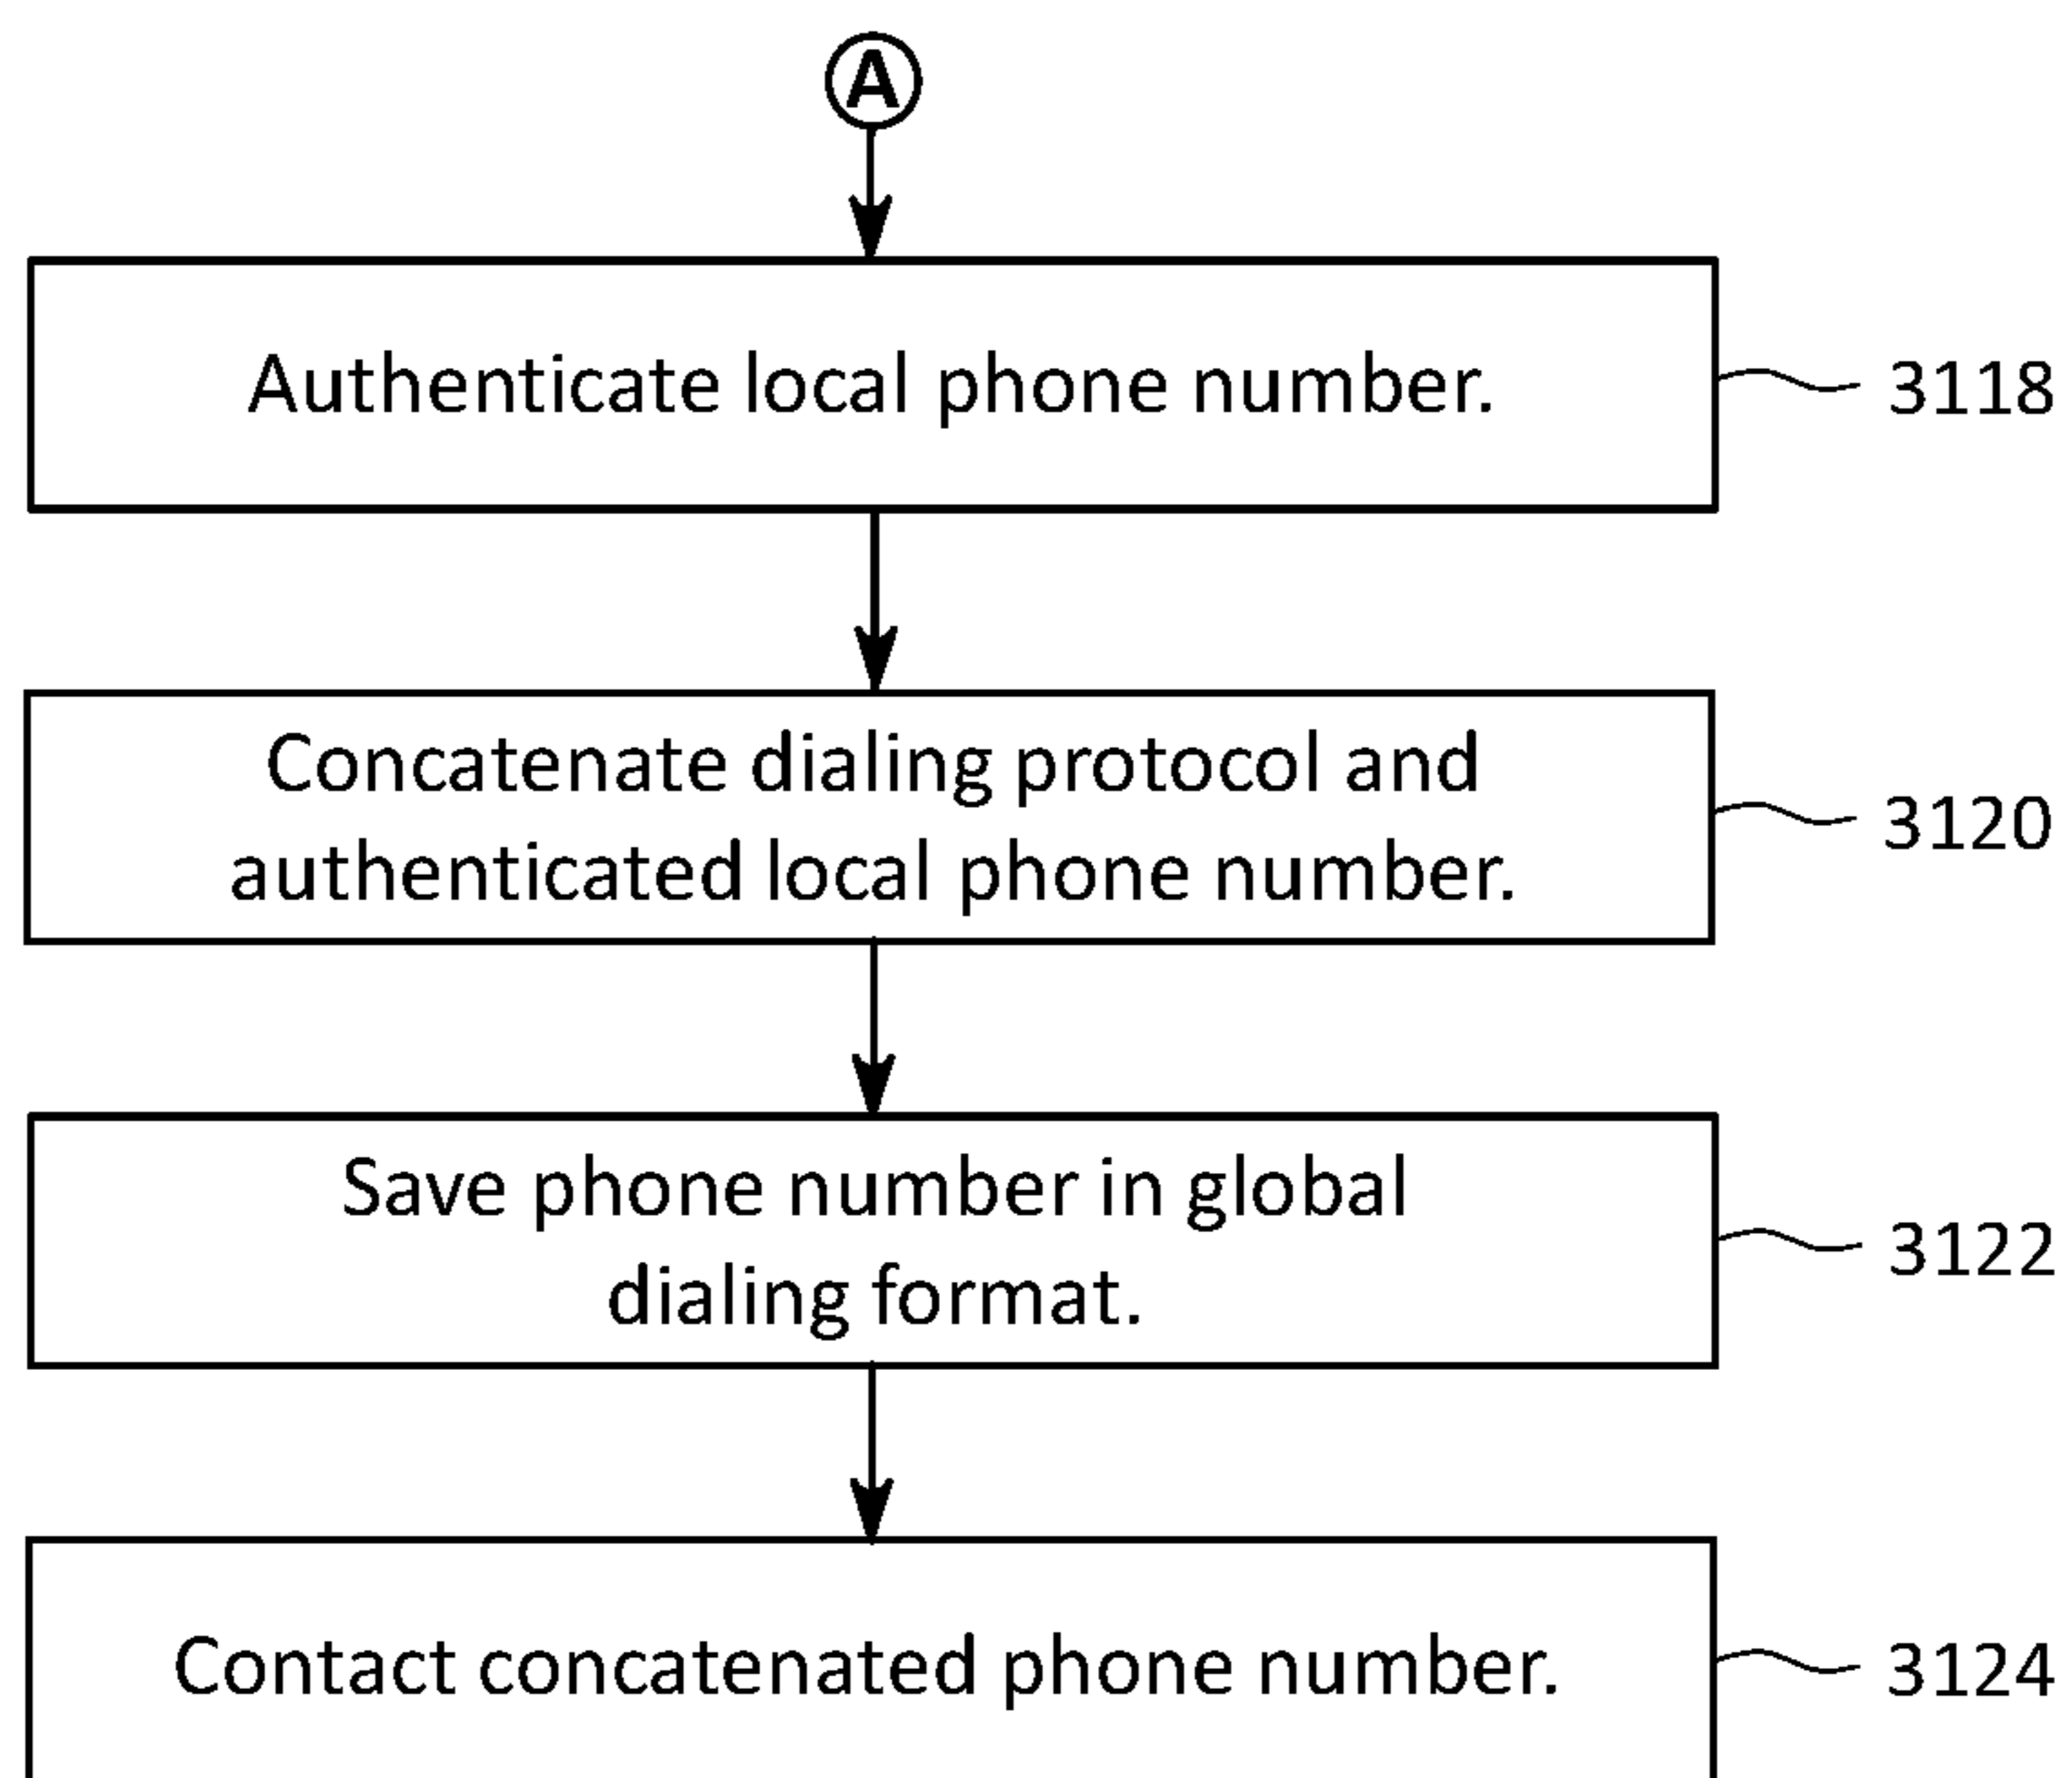 A
Authenticate local phone number.
3118
Concatenate dialing protocol and
authenticated local phone number.
3120
Save phone number in global
dialing format.
3122
Contact concatenated phone number.
3124